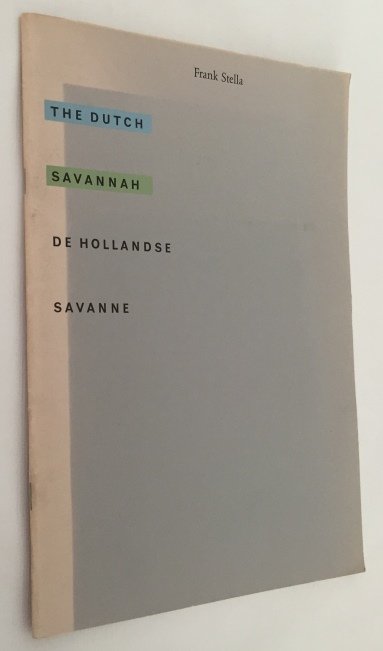 Frank Stella
THE DUTCH
SAVANNAH
DE HOLLANDSE
SAVANNE